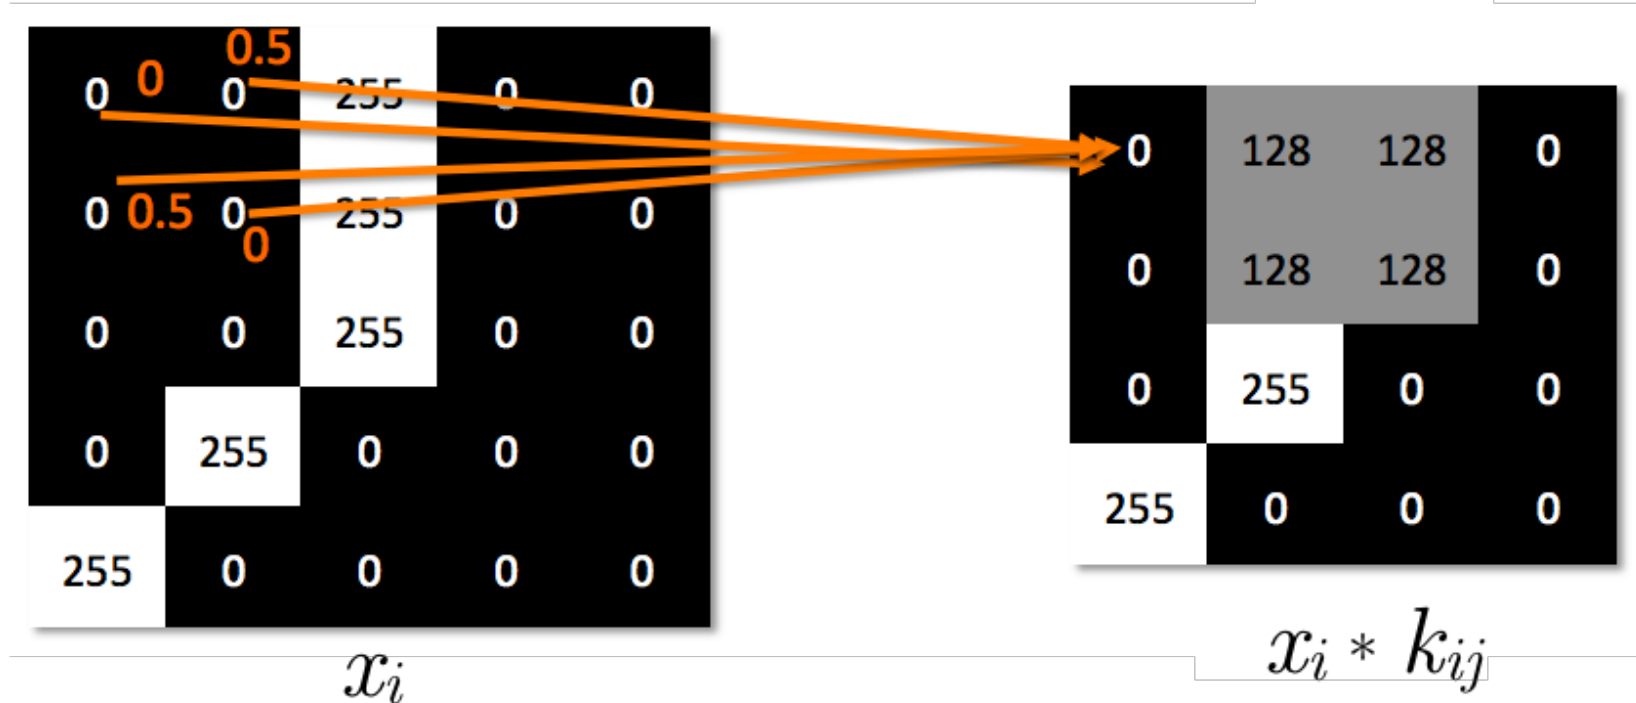 0.5
0 0 0 255 0 0
0 0.5 0 255 0 0
0
0 0 255 0 0
0 255 0 0 0
255 0 0 0 0
x_i
0 128 128 0
0 128 128 0
0 255 0 0
255 0 0 0
x_i * k_{ij}